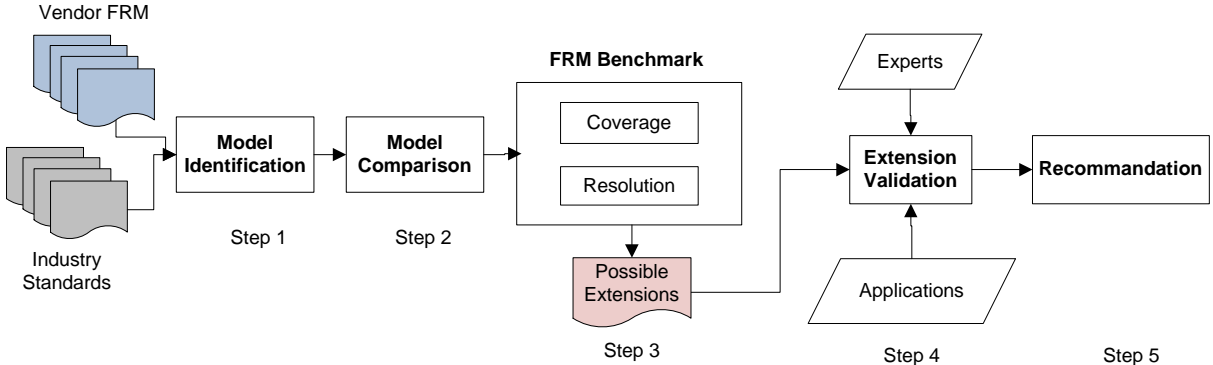 Vendor FRM
Industry
Standards
Model
Identification
Step 1
Model
Comparison
Step 2
FRM Benchmark
Coverage
Resolution
Possible
Extensions
Step 3
Experts
Extension
Validation
Applications
Step 4
Recommandation
Step 5